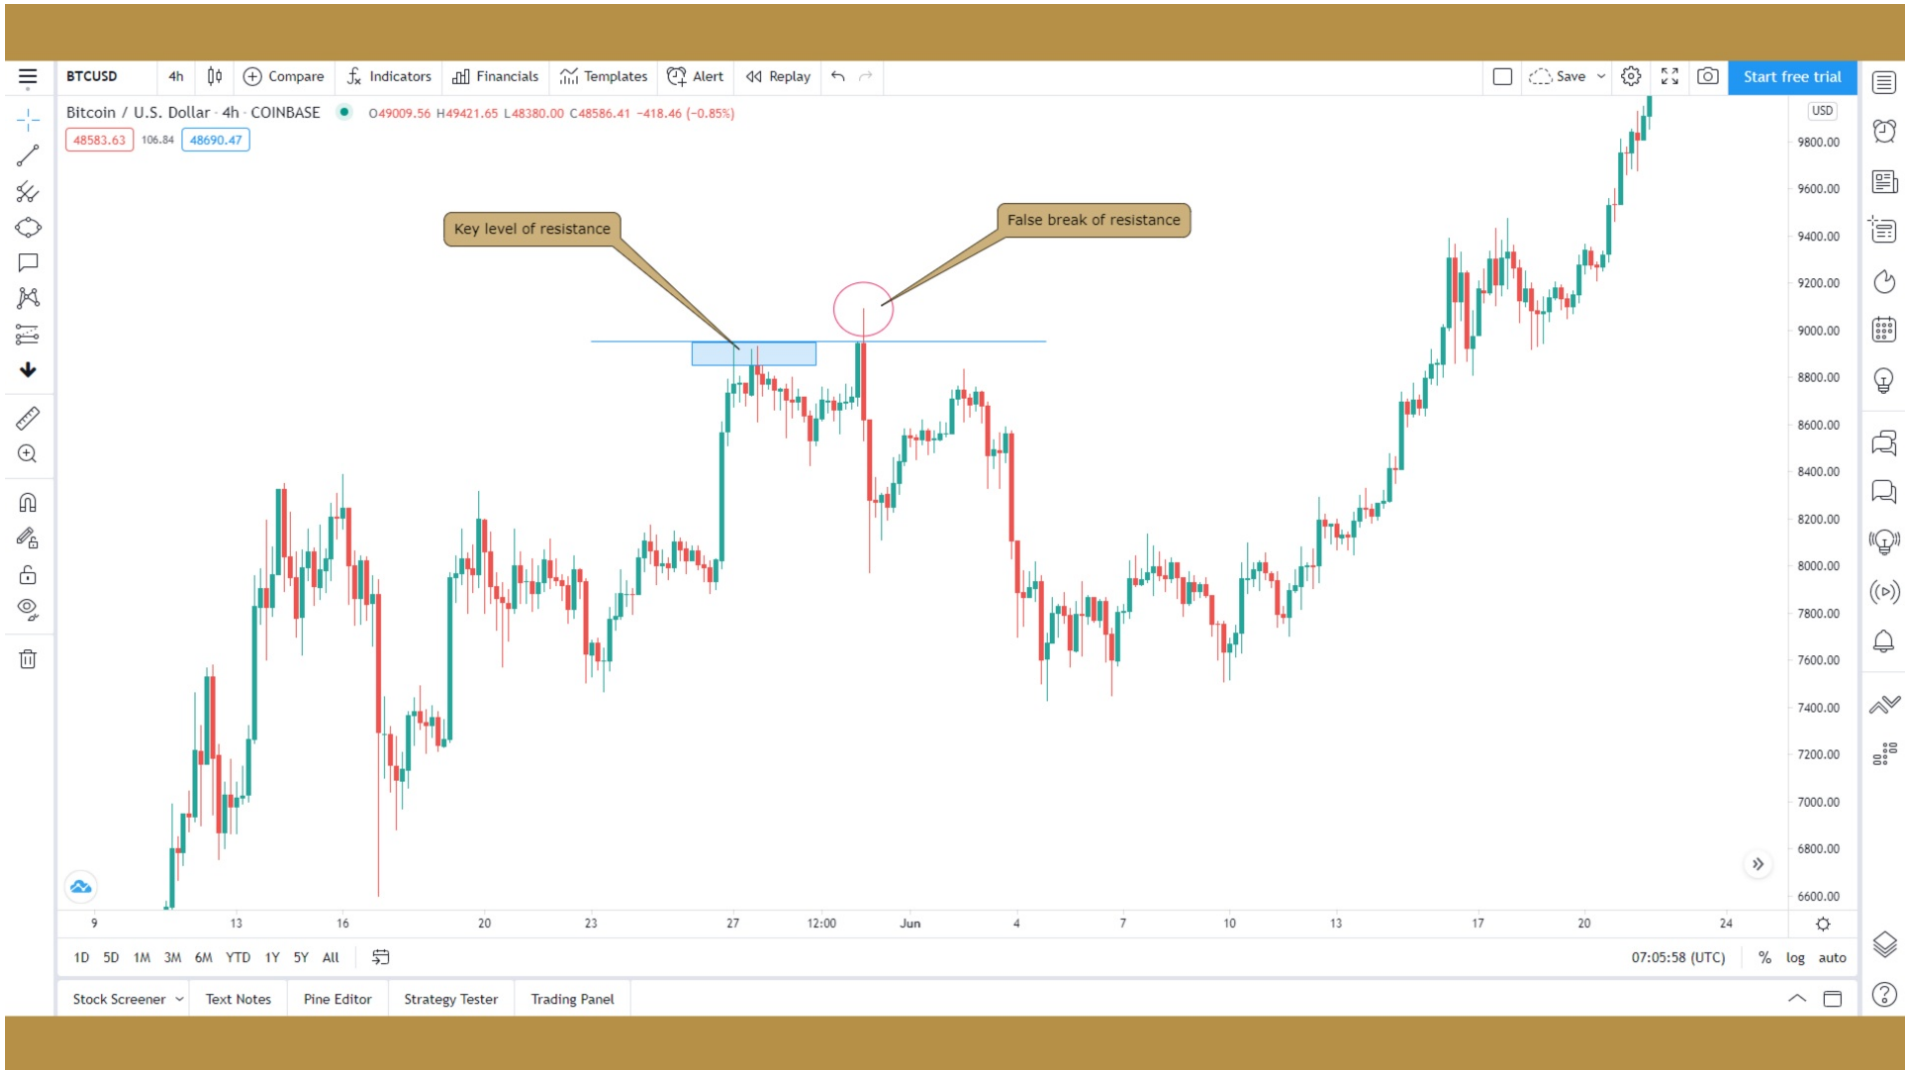 BTCUSD 4h Compare Indicators Financials Templates Alert Replay Save Start free trial
Bitcoin / U.S. Dollar · 4h · COINBASE O49009.56 H49421.65 L48380.00 C48586.41 −418.46 (−0.85%)
USD
48583.63 106.84 48690.47
9800.00
9600.00
Key level of resistance
False break of resistance
9400.00
9200.00
9000.00
8800.00
8600.00
8400.00
8200.00
8000.00
7800.00
7600.00
7400.00
7200.00
7000.00
6800.00
6600.00
9 13 16 20 23 27 12:00 Jun 4 7 10 13 17 20 24
1D 5D 1M 3M 6M YTD 1Y 5Y All 07:05:58 (UTC) % log auto
Stock Screener Text Notes Pine Editor Strategy Tester Trading Panel